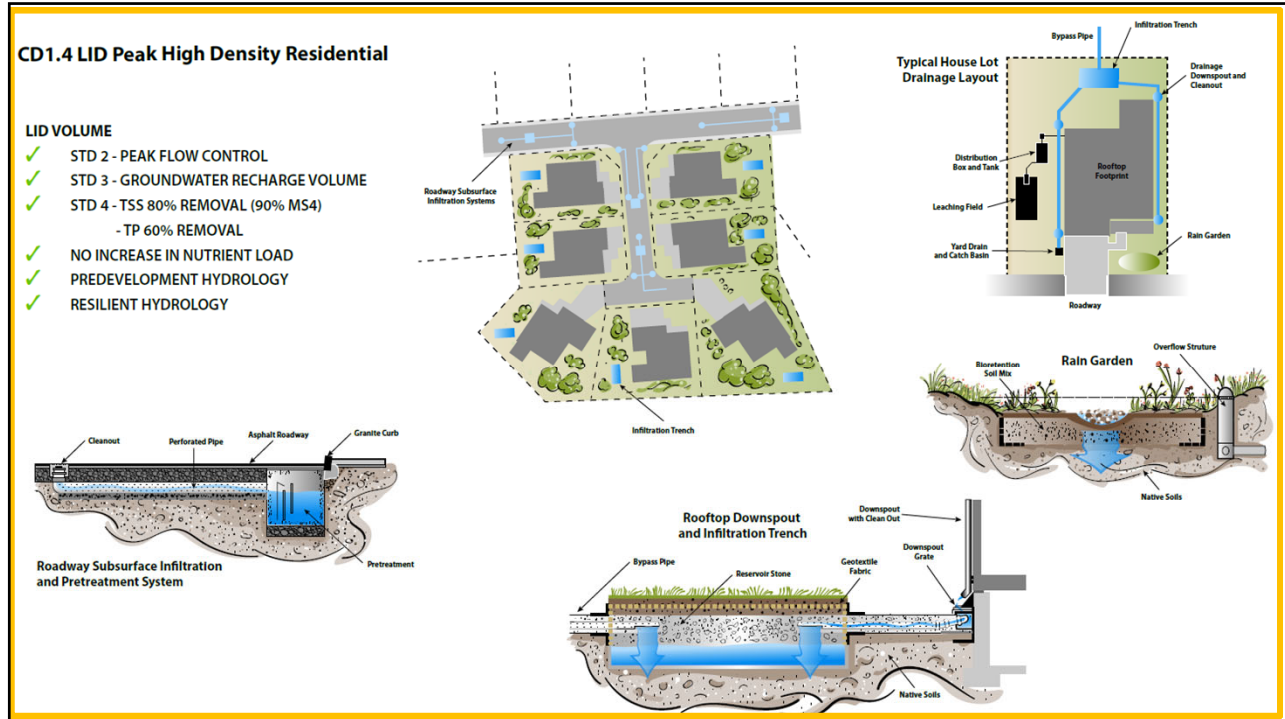 CD1.4 LID Peak High Density Residential
LID VOLUME
✓ STD 2 - PEAK FLOW CONTROL
✓ STD 3 - GROUNDWATER RECHARGE VOLUME
✓ STD 4 - TSS 80% REMOVAL (90% MS4)
- TP 60% REMOVAL
✓ NO INCREASE IN NUTRIENT LOAD
✓ PREDEVELOPMENT HYDROLOGY
✓ RESILIENT HYDROLOGY
Roadway Subsurface
Infiltration Systems
Infiltration Trench
Typical House Lot
Drainage Layout
Bypass Pipe
Infiltration Trench
Drainage
Downspout and
Cleanout
Distribution
Box and Tank
Rooftop
Footprint
Leaching Field
Yard Drain
and Catch Basin
Rain Garden
Roadway
Rain Garden
Overflow Struture
Bioretention
Soil Mix
Native Soils
Cleanout
Perforated Pipe
Asphalt Roadway
Granite Curb
Pretreatment
Roadway Subsurface Infiltration
and Pretreatment System
Rooftop Downspout
and Infiltration Trench
Downspout
with Clean Out
Bypass Pipe
Reservoir Stone
Geotextile
Fabric
Downspout
Grate
Native Soils